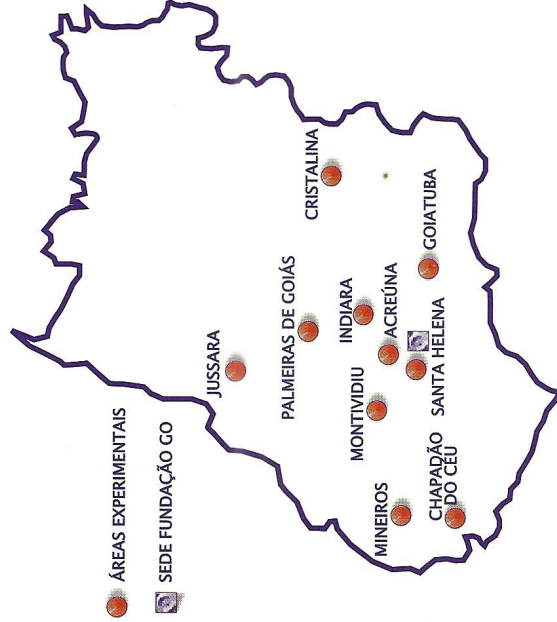 ÁREAS EXPERIMENTAIS
SEDE FUNDAÇÃO GO
JUSSARA
CRISTALINA
PALMEIRAS DE GOIÁS
INDIARA
ACREÚNA
GOIATUBA
MONTIVIDIU
SANTA HELENA
MINEIROS
CHAPADÃO
DO CEU